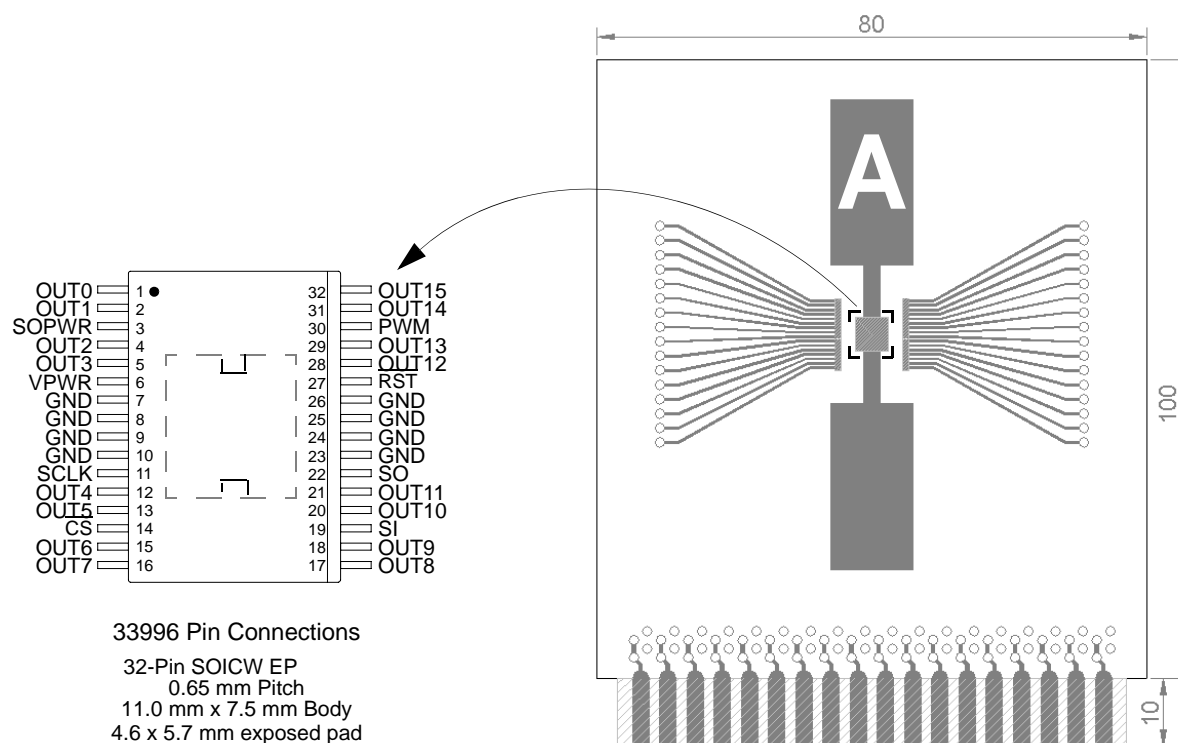 80
A
100
10
OUT0 1 32 OUT15
OUT1 2 31 OUT14
SOPWR 3 30 PWM
OUT2 4 29 OUT13
OUT3 5 28 OUT12
VPWR 6 27 RST
GND 7 26 GND
GND 8 25 GND
GND 9 24 GND
GND 10 23 GND
SCLK 11 22 SO
OUT4 12 21 OUT11
OUT5 13 20 OUT10
CS 14 19 SI
OUT6 15 18 OUT9
OUT7 16 17 OUT8
33996 Pin Connections
32-Pin SOICW EP
0.65 mm Pitch
11.0 mm x 7.5 mm Body
4.6 x 5.7 mm exposed pad